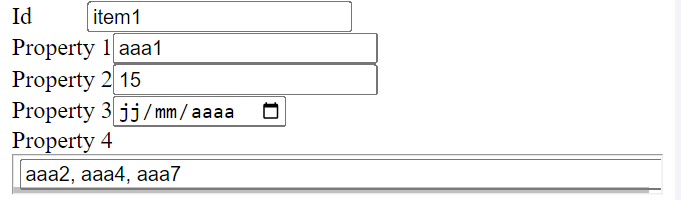 Id item1
Property 1 aaa1
Property 2 15
Property 3 jj/mm/aaaa
Property 4
aaa2, aaa4, aaa7